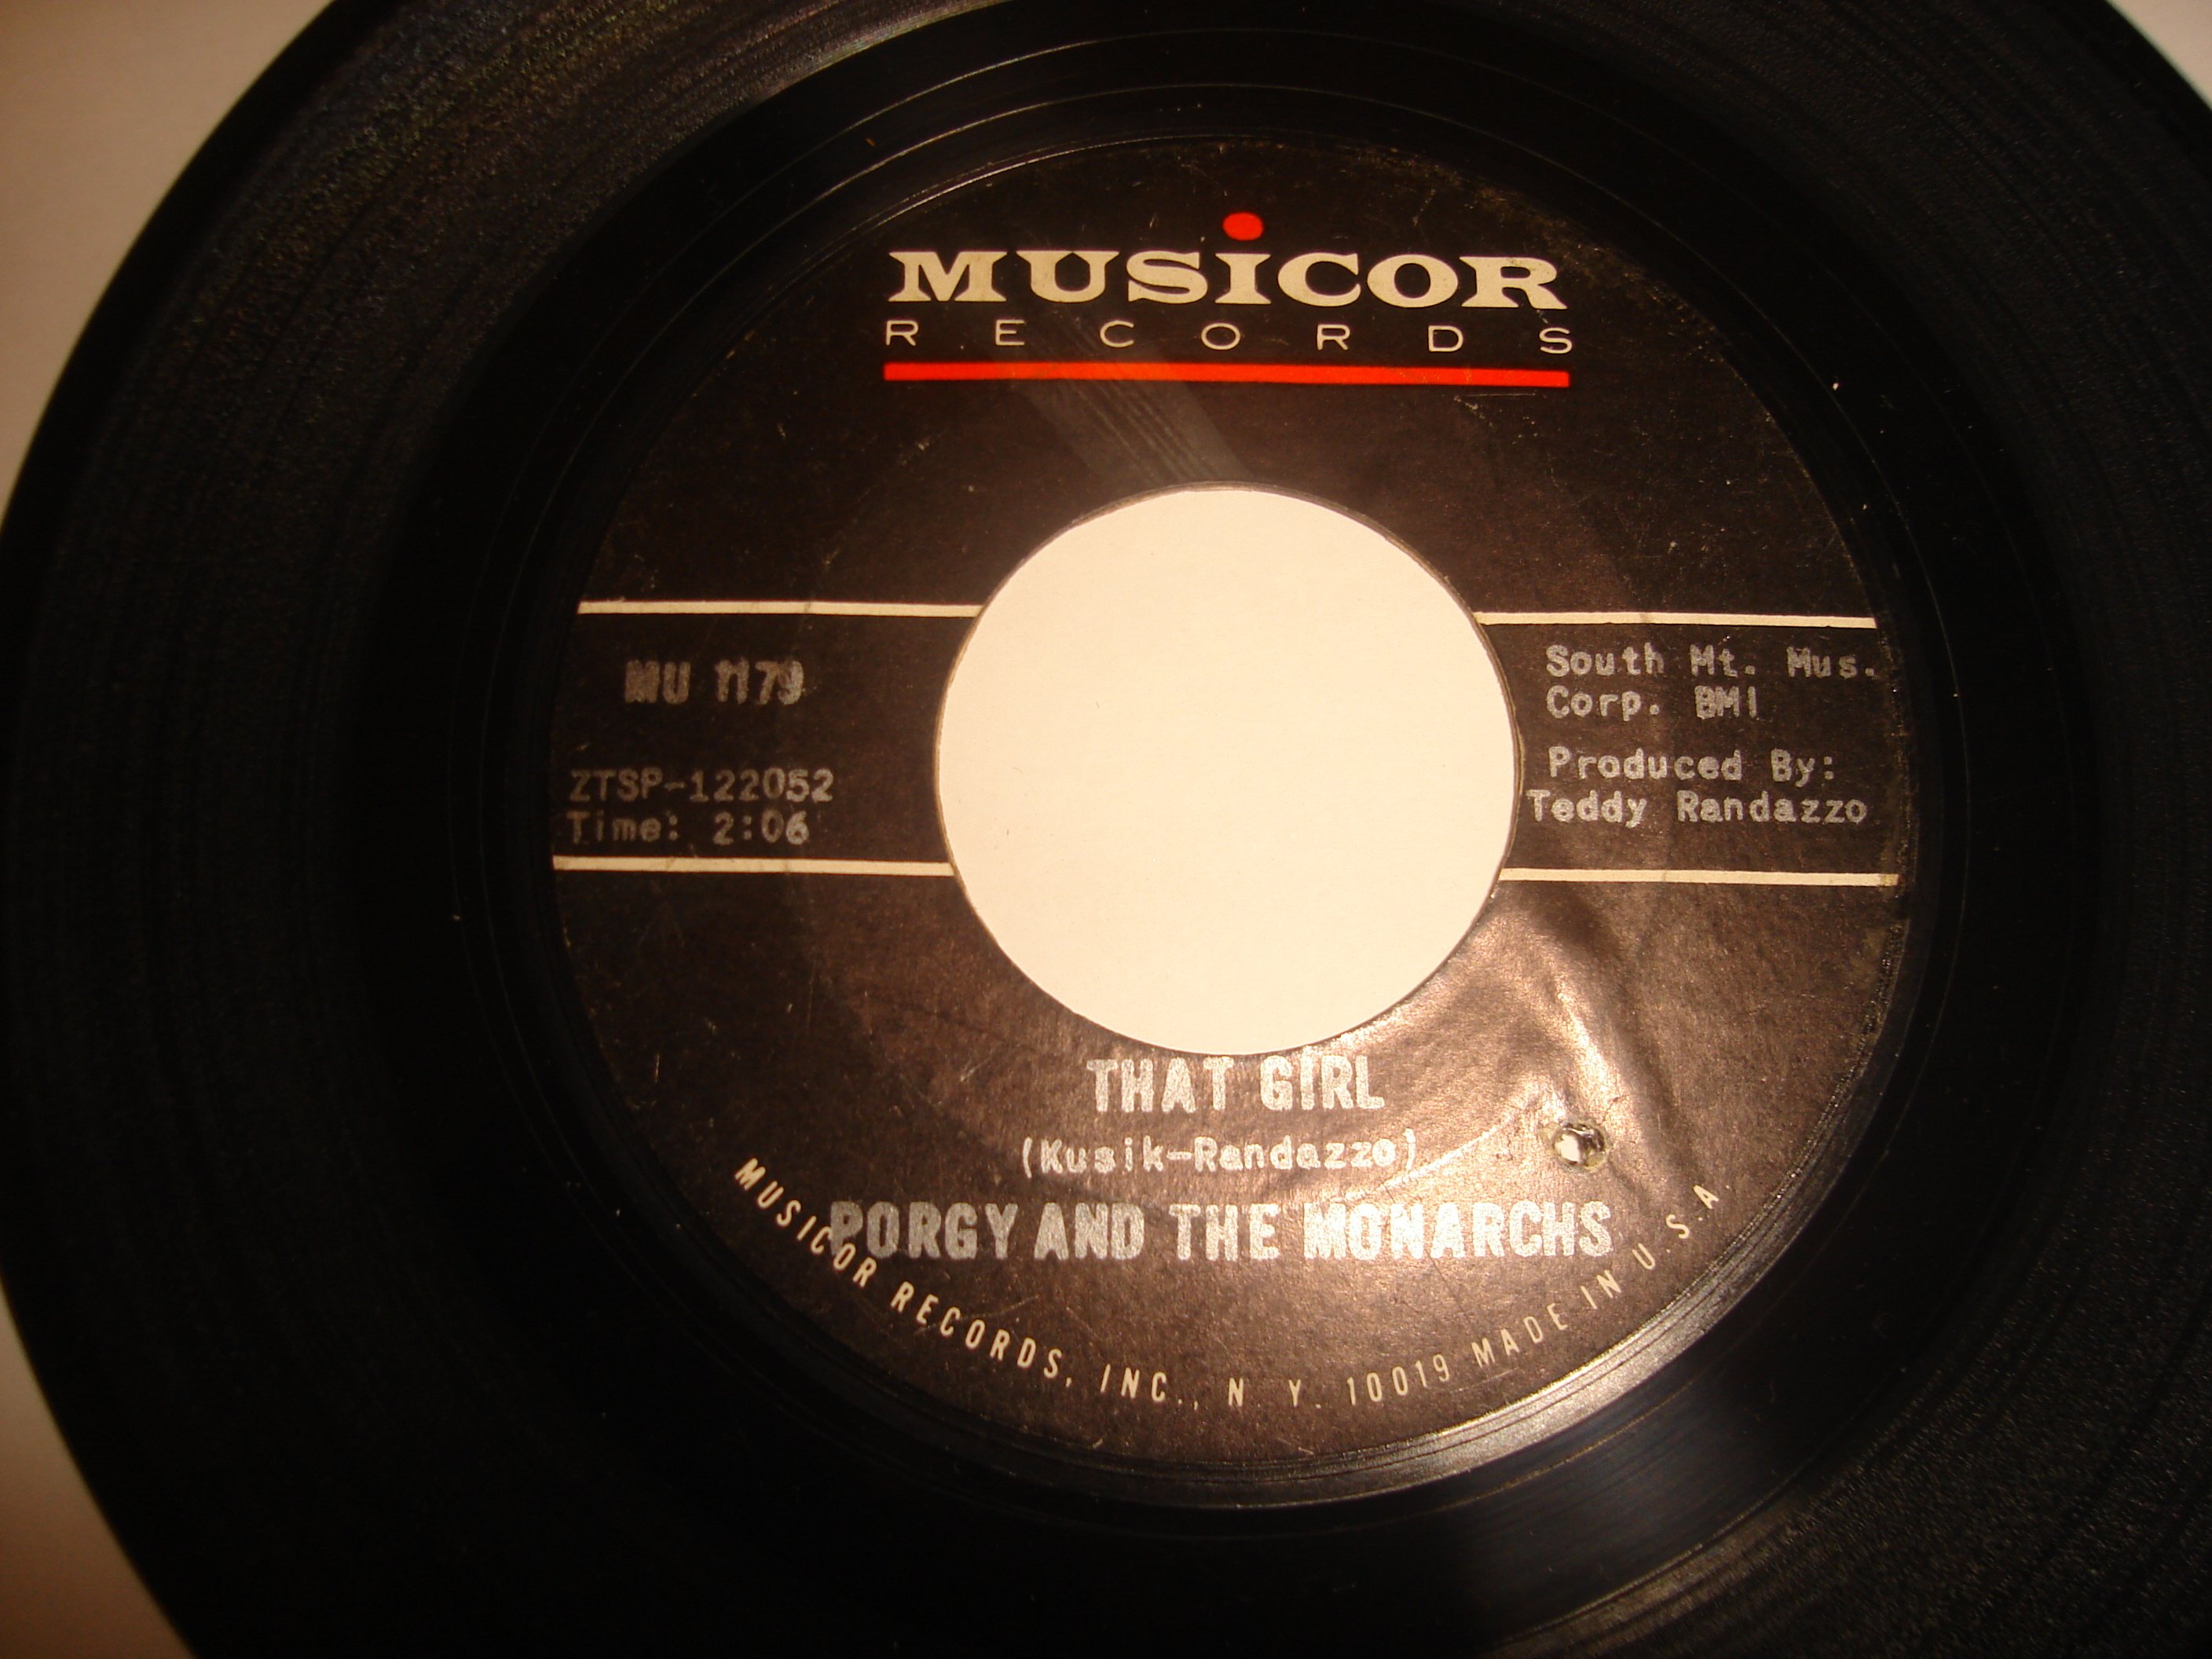 MUSiCOR
RECORDS
MU 1179
ZTSP-122052
Time: 2:06
South Mt. Mus.
Corp. BMI
Produced By:
Teddy Randazzo
THAT GIRL
(Kusik-Randazzo)
PORGY AND THE MONARCHS
MUSICOR RECORDS, INC., N Y. 10019 MADE IN U.S.A.